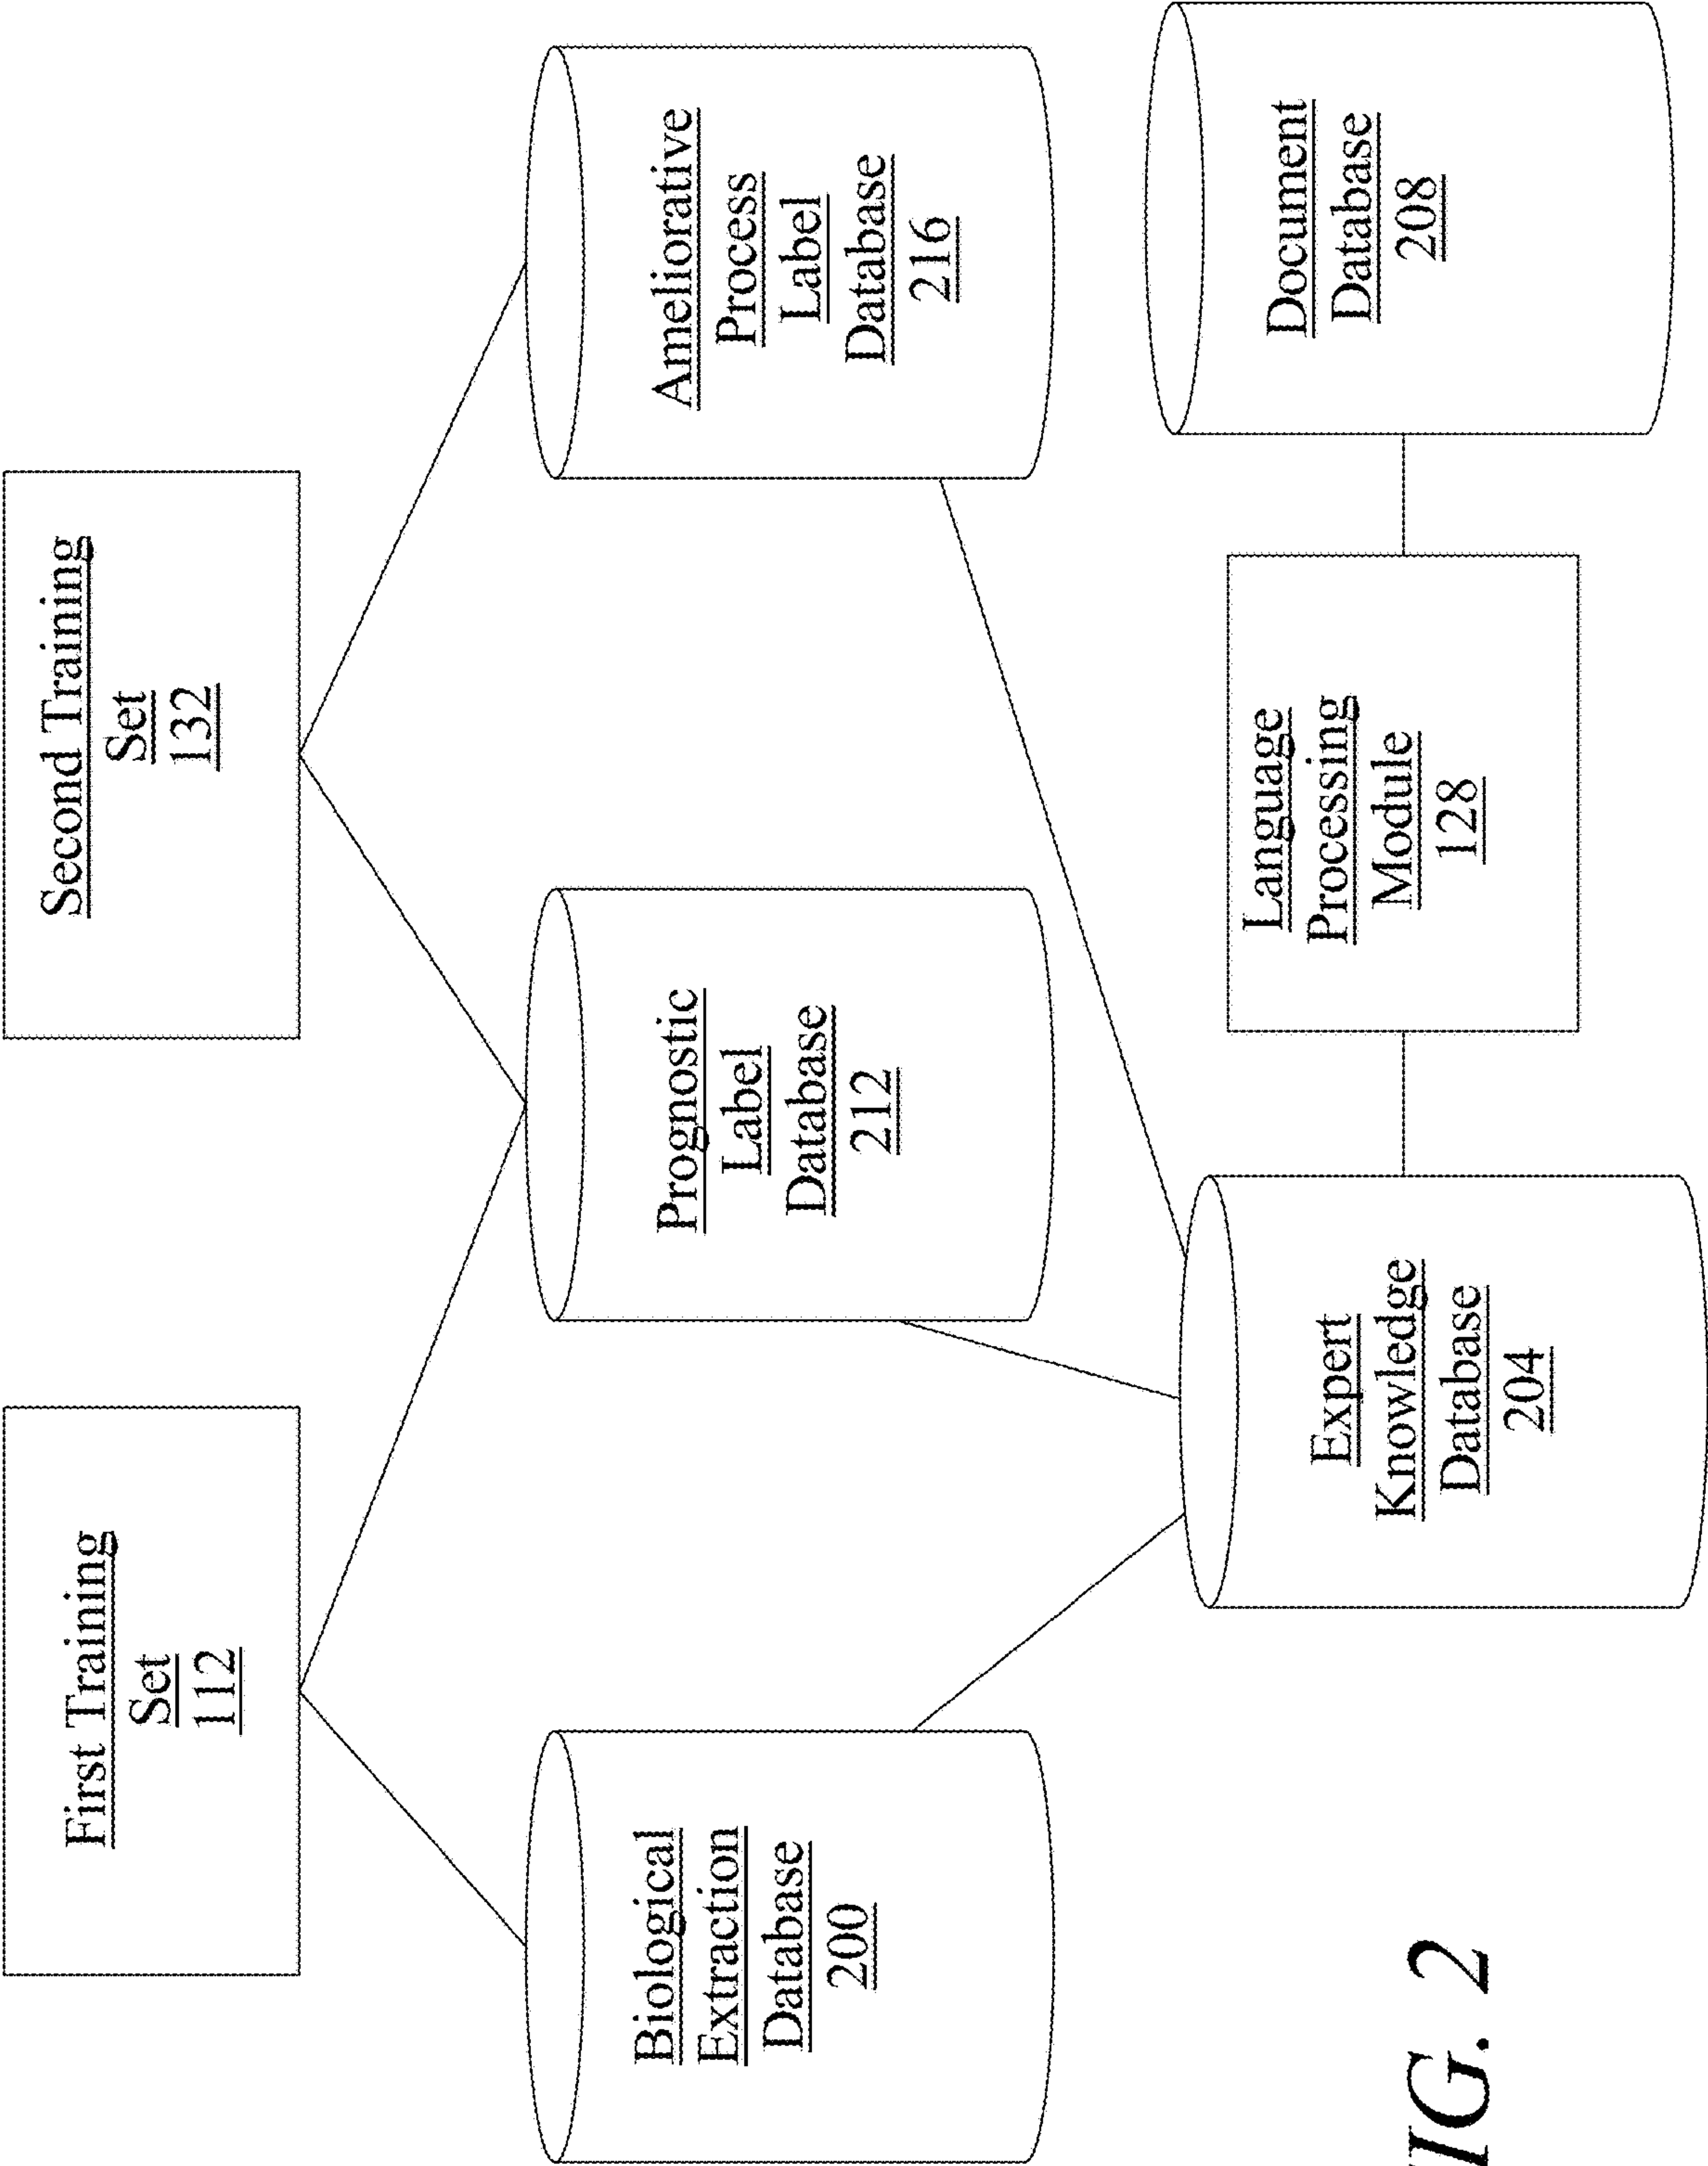 First Training
Set
112
Second Training
Set
132
Biological
Extraction
Database
200
Prognostic
Label
Database
212
Ameliorative
Process
Label
Database
216
Expert
Knowledge
Database
204
Language
Processing
Module
128
Document
Database
208
IG. 2